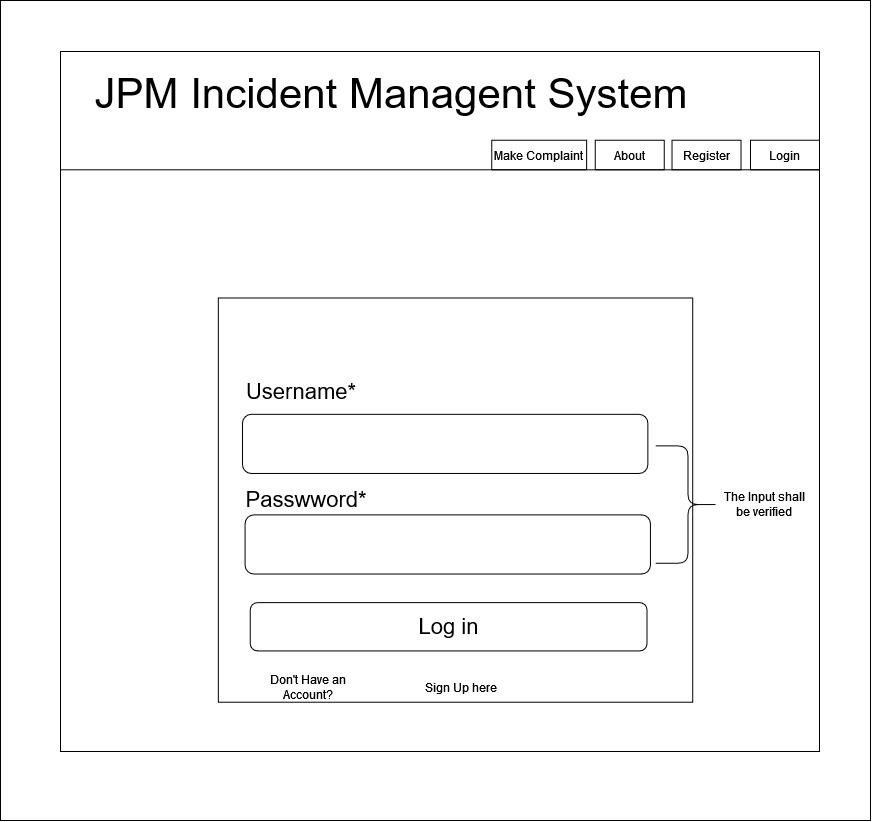 JPM Incident Managent System
Make Complaint
About
Register
Login
Username*
Passwword*
The Input shall
be verified
Log in
Don't Have an
Account?
Sign Up here